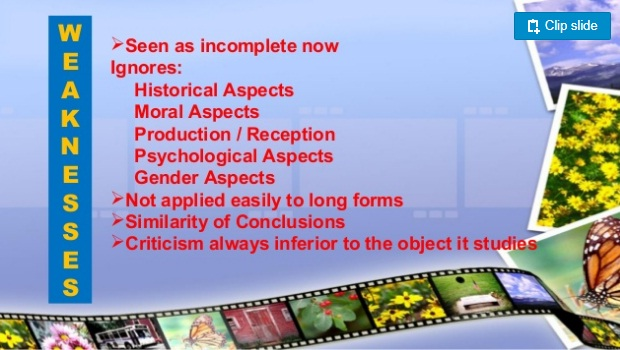 Clip slide
WEAKNESSES
➢Seen as incomplete now
Ignores:
Historical Aspects
Moral Aspects
Production / Reception
Psychological Aspects
Gender Aspects
➢Not applied easily to long forms
➢Similarity of Conclusions
➢Criticism always inferior to the object it studies